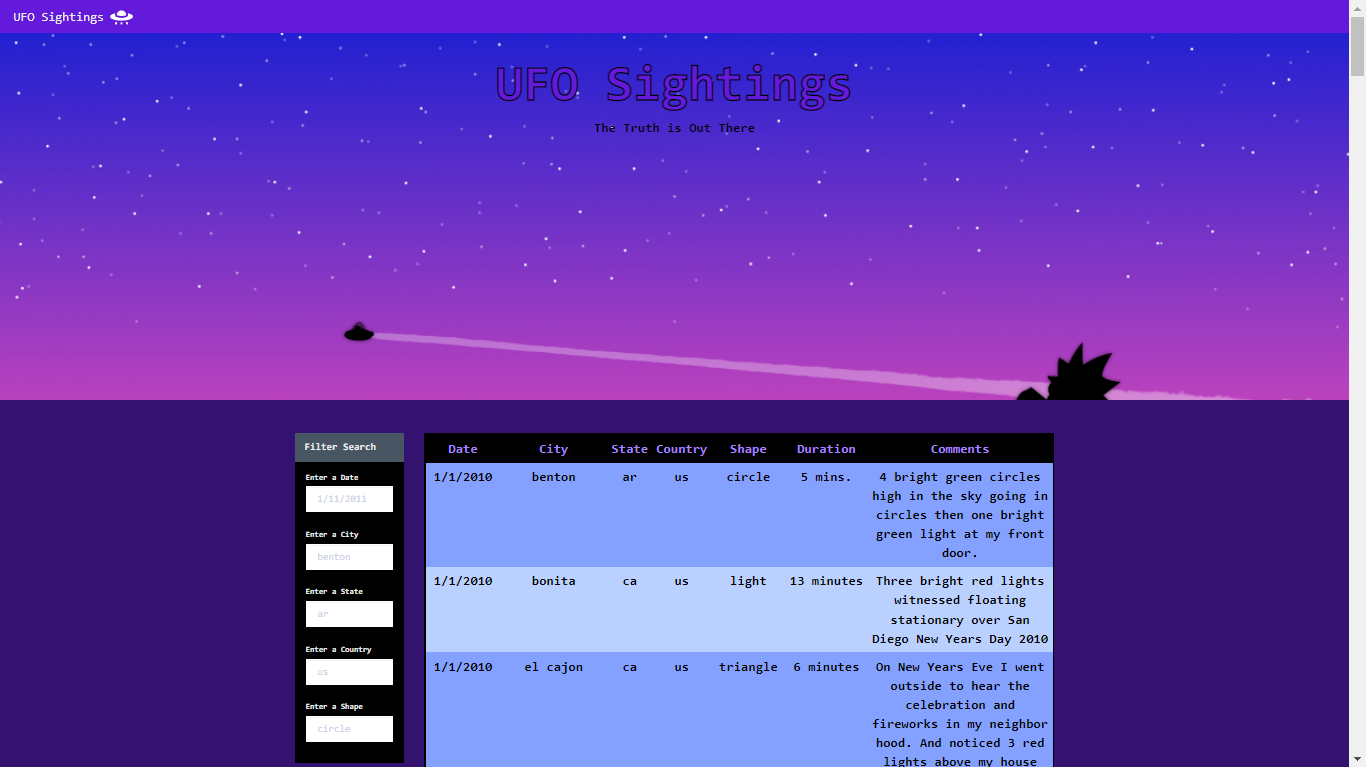 UFO Sightings
UFO Sightings
The Truth is Out There
Filter Search
Enter a Date
1/11/2011
Enter a City
benton
Enter a State
ar
Enter a Country
us
Enter a Shape
circle
Date City State Country Shape Duration Comments
1/1/2010 benton ar us circle 5 mins. 4 bright green circles
high in the sky going in
circles then one bright
green light at my front
door.
1/1/2010 bonita ca us light 13 minutes Three bright red lights
witnessed floating
stationary over San
Diego New Years Day 2010
1/1/2010 el cajon ca us triangle 6 minutes On New Years Eve I went
outside to hear the
celebration and
fireworks in my neighbor
hood. And noticed 3 red
lights above my house